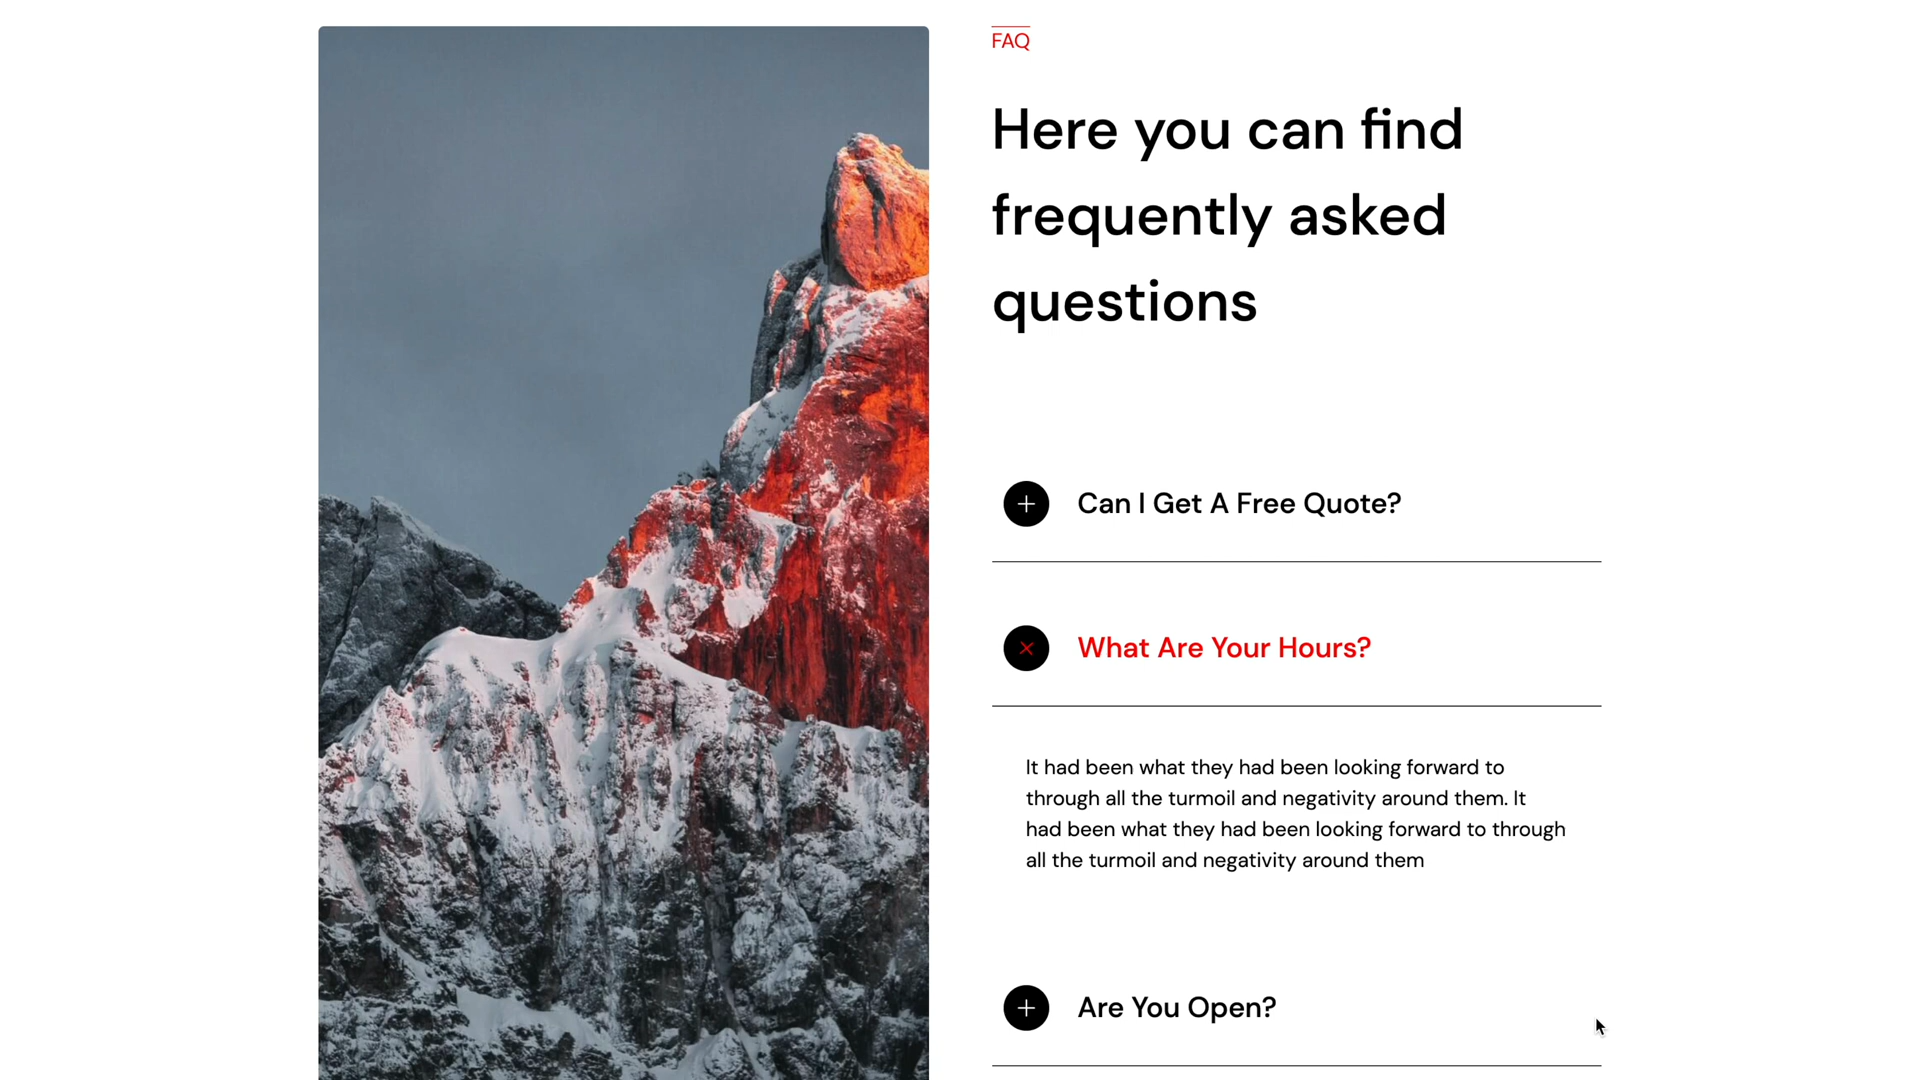 FAQ
Here you can find
frequently asked
questions
Can I Get A Free Quote?
What Are Your Hours?
It had been what they had been looking forward to
through all the turmoil and negativity around them. It
had been what they had been looking forward to through
all the turmoil and negativity around them
Are You Open?